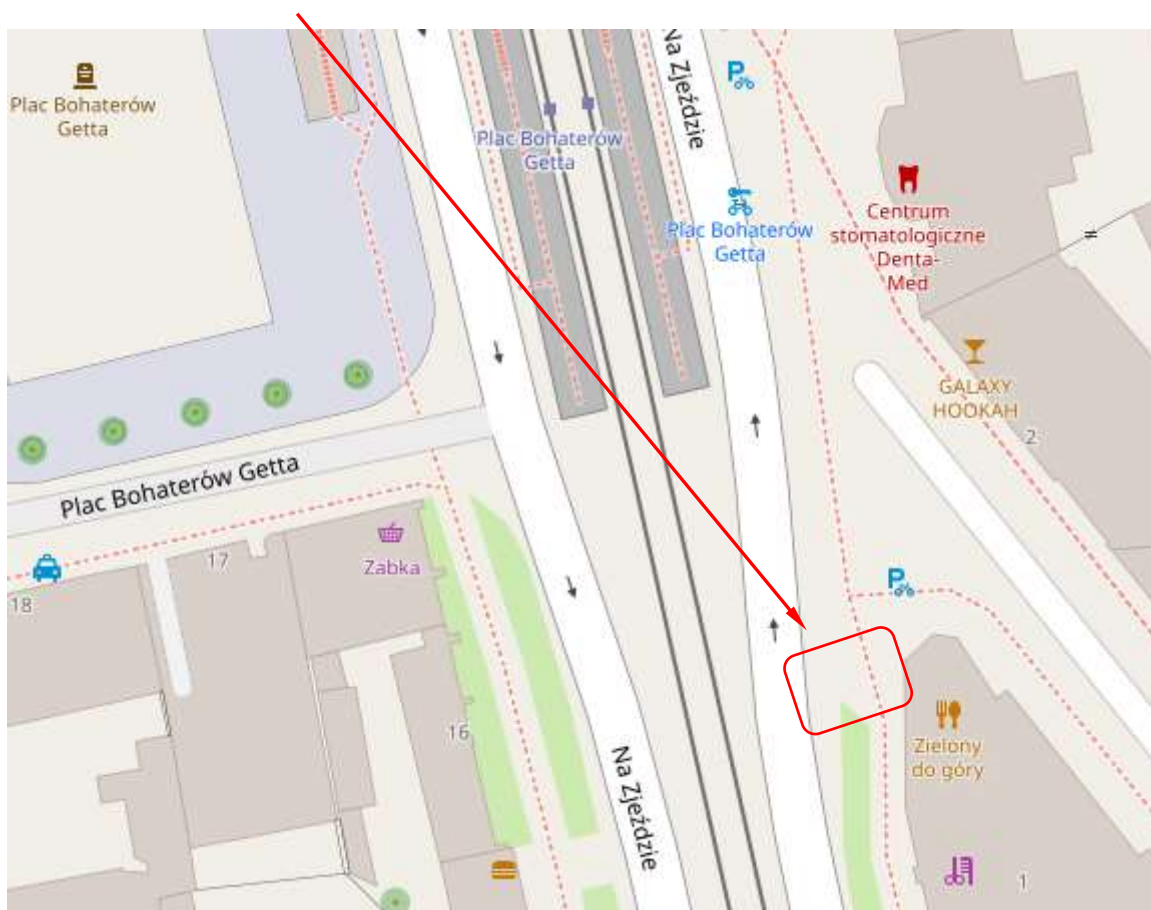 Na Zjeździe
Plac Bohaterów
Getta
Plac Bohaterów
Getta
Plac Bohaterów
Getta
Centrum
stomatologiczne
Denta-
Med
GALAXY
HOOKAH
2
Plac Bohaterów Getta
17
Zabka
18
16
Zielony
do góry
Na Zjeździe
1